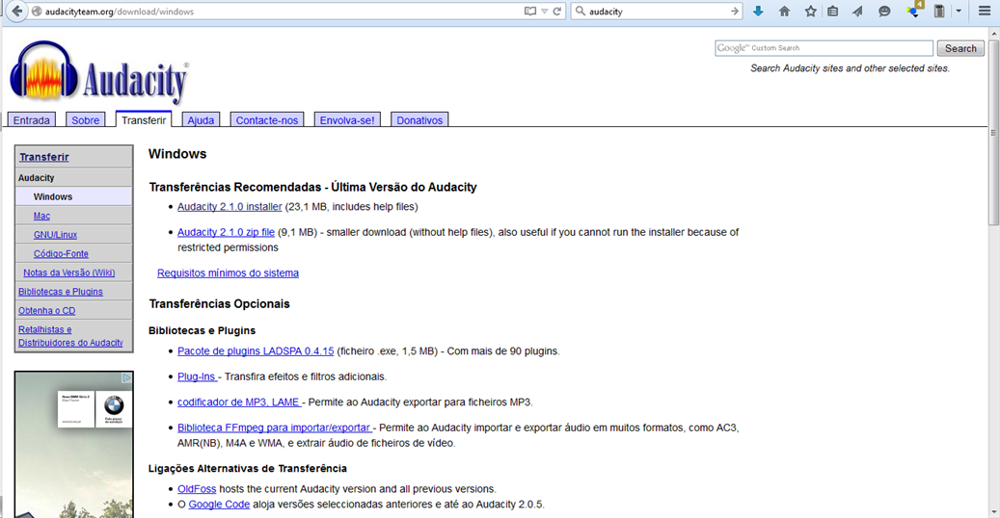 audacityteam.org/download/windows
audacity
4
Audacity
Google™ Custom Search
Search
Search Audacity sites and other selected sites.
Entrada
Sobre
Transferir
Ajuda
Contacte-nos
Envolva-se!
Donativos
Transferir
Audacity
Windows
Mac
GNU/Linux
Código-Fonte
Notas da Versão (Wiki)
Bibliotecas e Plugins
Obtenha o CD
Retalhistas e
Distribuidores do Audacity
Windows
Transferências Recomendadas - Última Versão do Audacity
Audacity 2.1.0 installer (23,1 MB, includes help files)
Audacity 2.1.0 zip file (9,1 MB) - smaller download (without help files), also useful if you cannot run the installer because of
restricted permissions
Requisitos mínimos do sistema
Transferências Opcionais
Bibliotecas e Plugins
Pacote de plugins LADSPA 0.4.15 (ficheiro .exe, 1,5 MB) - Com mais de 90 plugins.
Plug-Ins - Transfira efeitos e filtros adicionais.
codificador de MP3, LAME - Permite ao Audacity exportar para ficheiros MP3.
Biblioteca FFmpeg para importar/exportar - Permite ao Audacity importar e exportar áudio em muitos formatos, como AC3,
AMR(NB), M4A e WMA, e extrair áudio de ficheiros de vídeo.
Ligações Alternativas de Transferência
OldFoss hosts the current Audacity version and all previous versions.
O Google Code aloja versões seleccionadas anteriores e até ao Audacity 2.0.5.